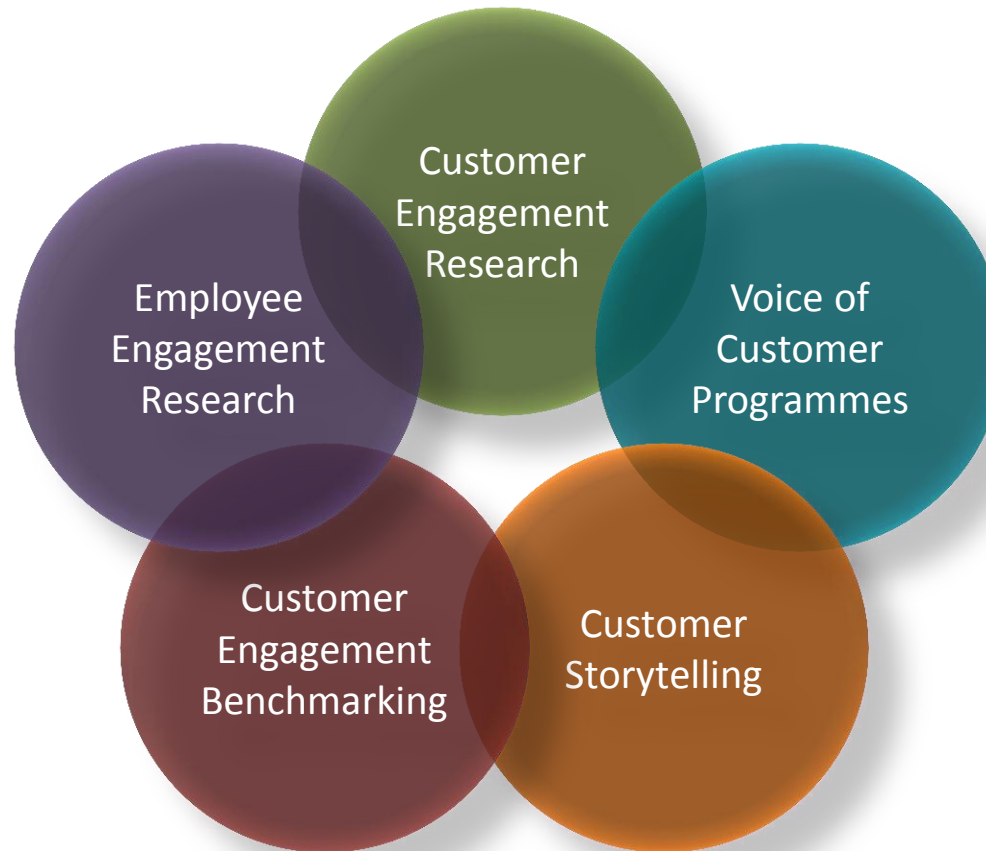 Customer
Engagement
Research
Employee
Engagement
Research
Voice of
Customer
Programmes
Customer
Engagement
Benchmarking
Customer
Storytelling